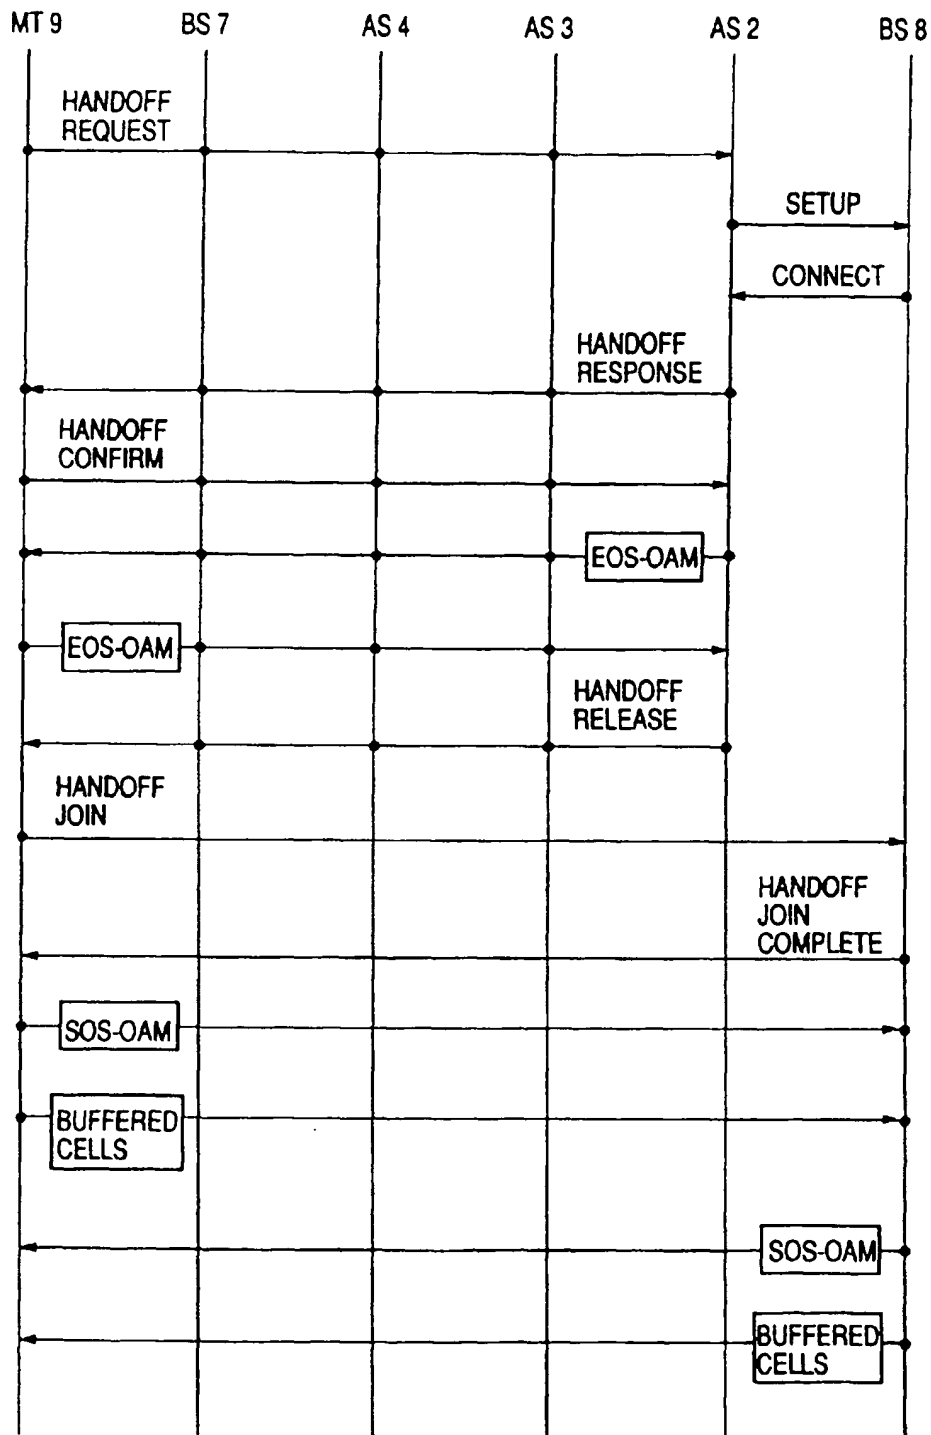 MT 9 BS 7 AS 4 AS 3 AS 2 BS 8
HANDOFF
REQUEST
SETUP
CONNECT
HANDOFF
RESPONSE
HANDOFF
CONFIRM
EOS-OAM
EOS-OAM
HANDOFF
RELEASE
HANDOFF
JOIN
HANDOFF
JOIN
COMPLETE
SOS-OAM
BUFFERED
CELLS
SOS-OAM
BUFFERED
CELLS